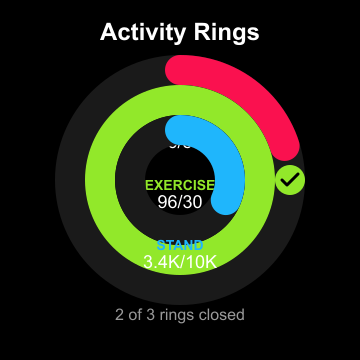 Activity Rings
EXERCISE
96/30
STAND
3.4K/10K
2 of 3 rings closed